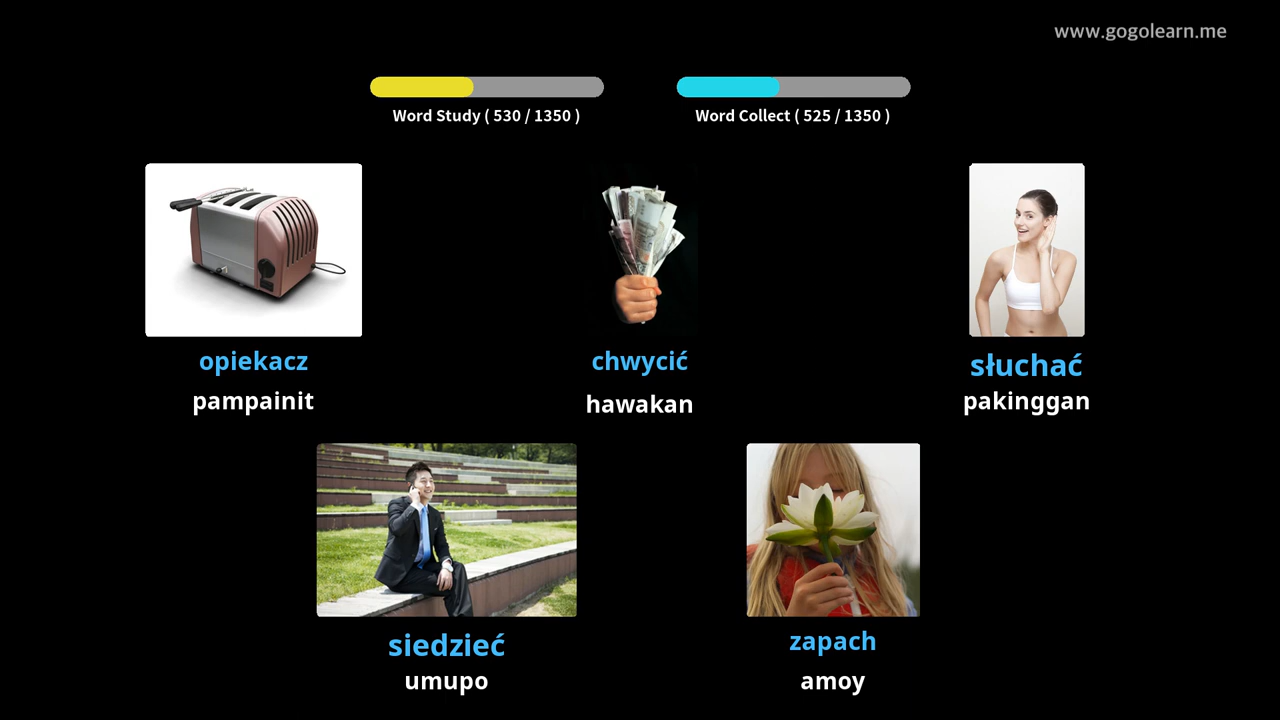 www.gogolearn.me
Word Study ( 530 / 1350 )
Word Collect ( 525 / 1350 )
opiekacz
pampainit
chwycić
hawakan
słuchać
pakinggan
siedzieć
umupo
zapach
amoy